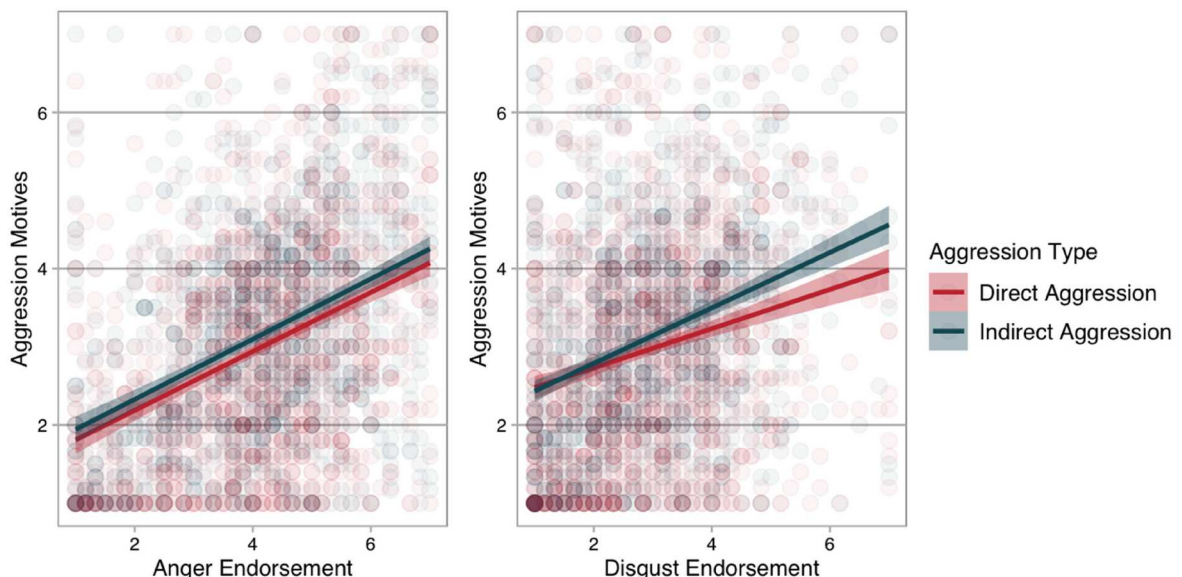 Aggression Motives
6
4
2
2 4 6
Anger Endorsement
Aggression Motives
6
4
2
2 4 6
Disgust Endorsement
Aggression Type
Direct Aggression
Indirect Aggression